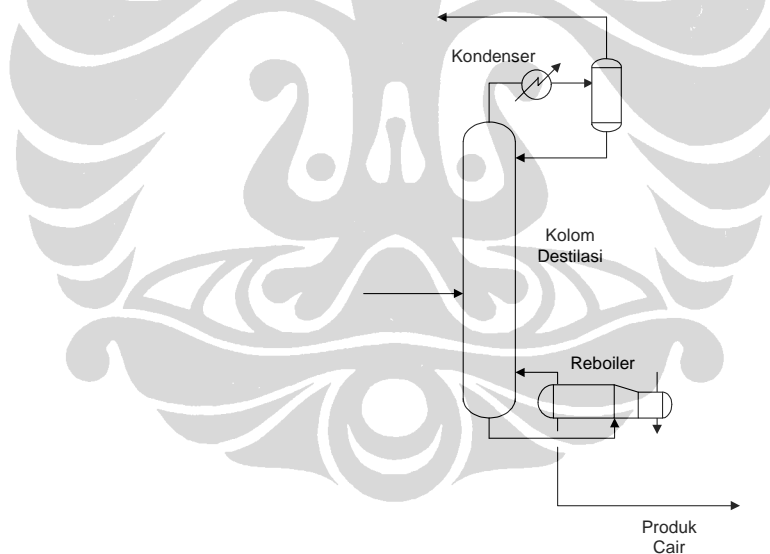 Kondenser
Kolom
Destilasi
Reboiler
Produk
Cair